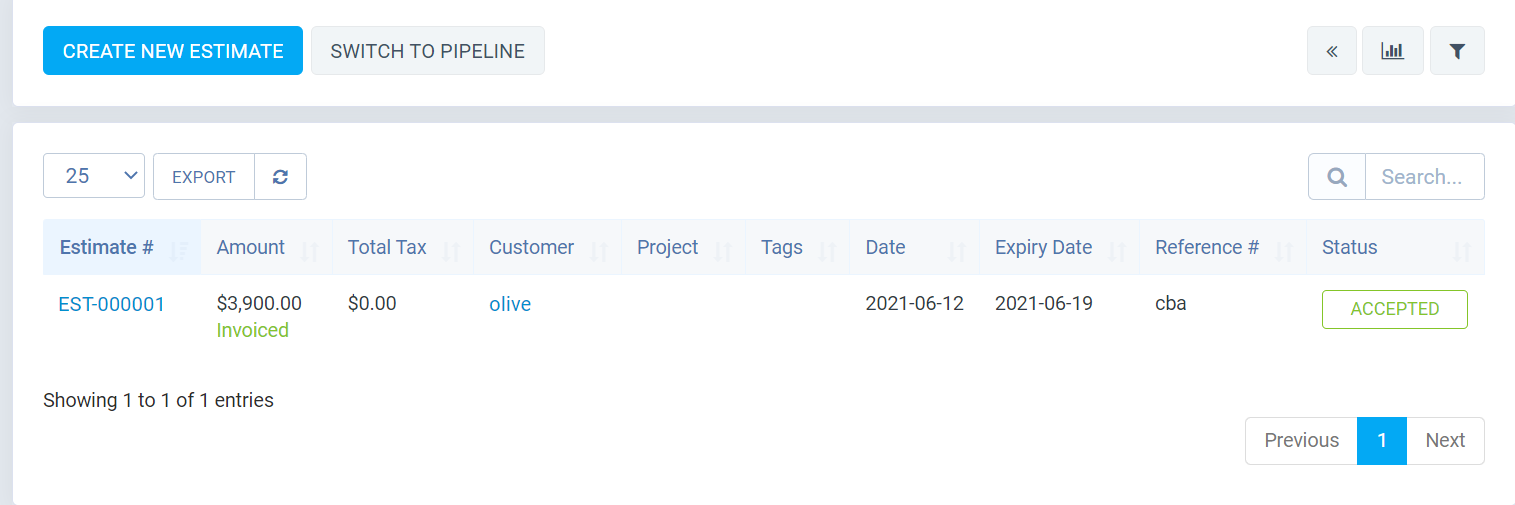 CREATE NEW ESTIMATE SWITCH TO PIPELINE
25 EXPORT Search...
Estimate # Amount Total Tax Customer Project Tags Date Expiry Date Reference # Status
EST-000001 $3,900.00 $0.00 olive 2021-06-12 2021-06-19 cba ACCEPTED
Invoiced
Showing 1 to 1 of 1 entries
Previous 1 Next